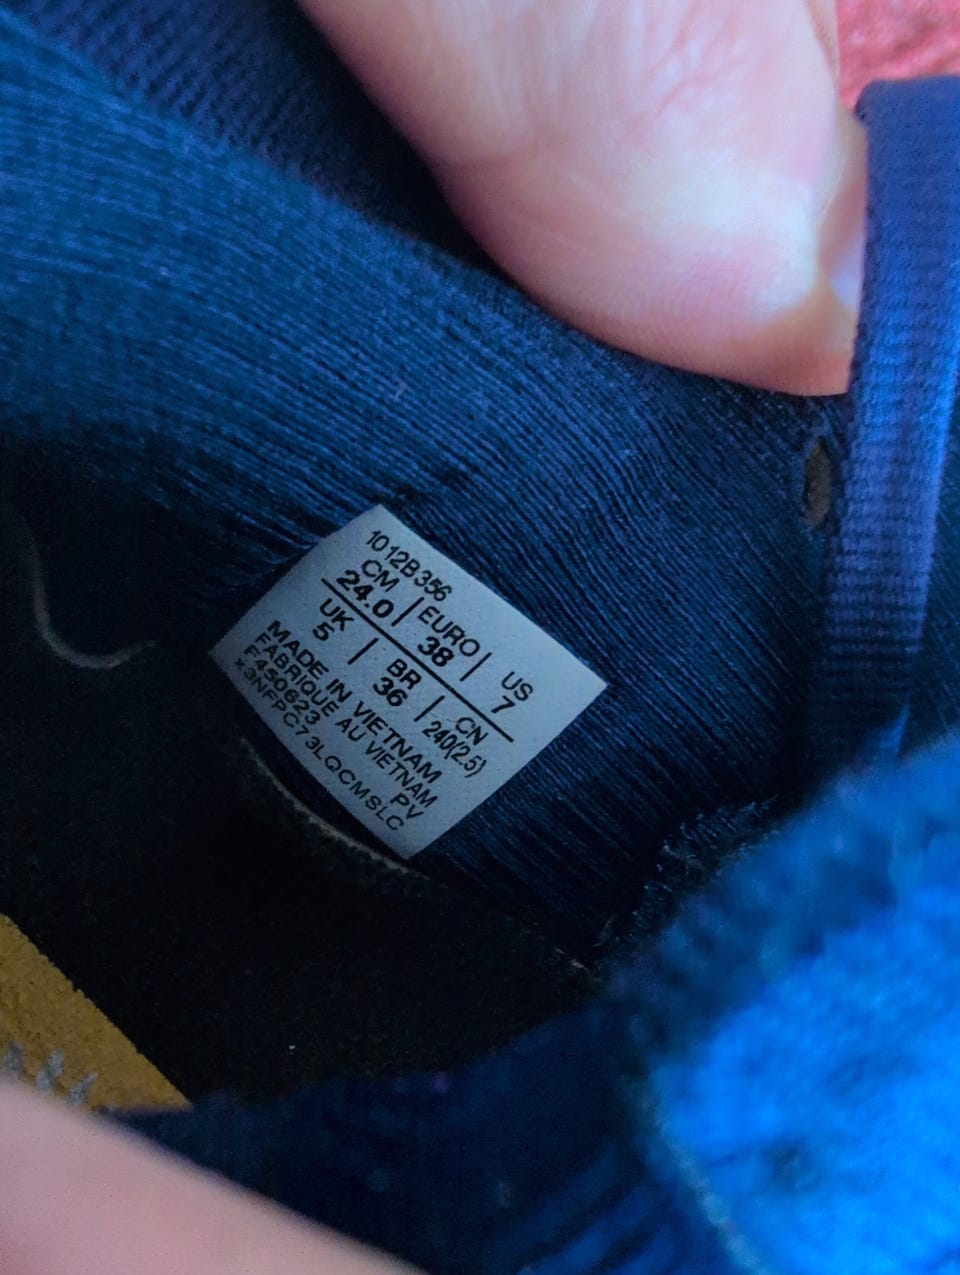 1012B356
CM | EURO | US
24.0 38 7
UK | BR | CN
5 36 240(2.5)
MADE IN VIETNAM
FABRIQUE AU VIETNAM
F450623 PV
x3NFPC73LQCMSLC